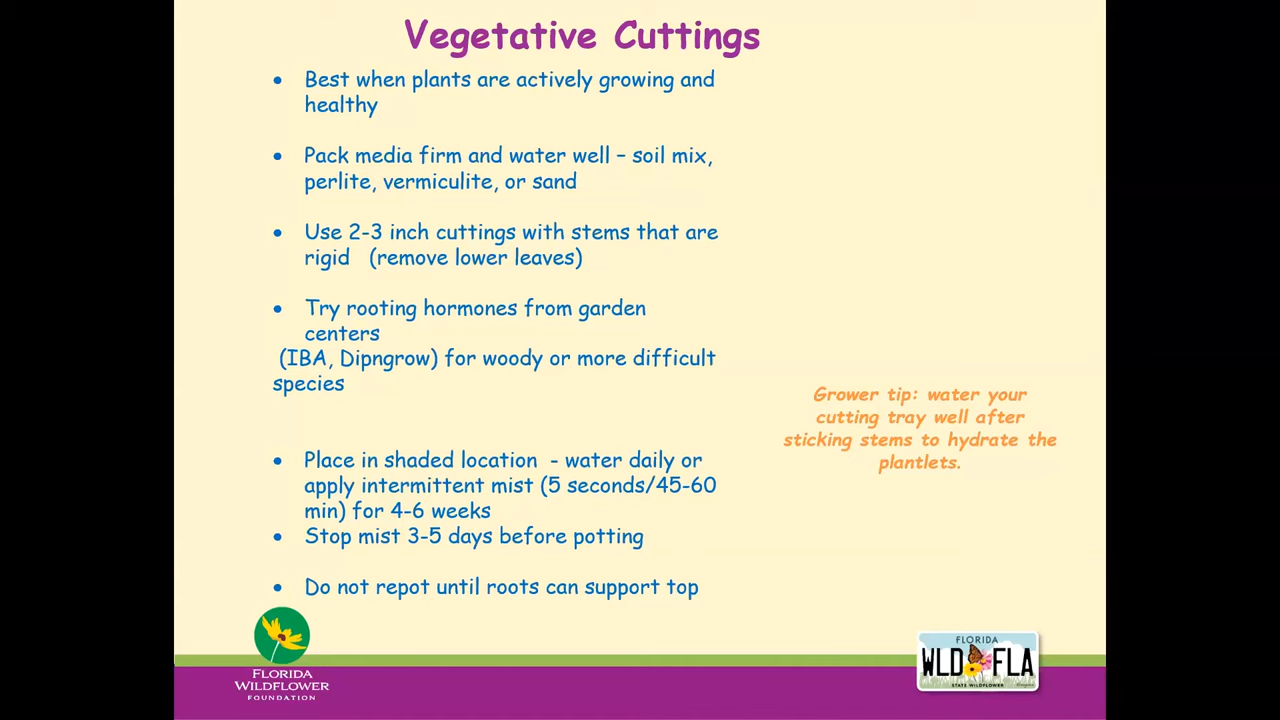 Vegetative Cuttings
• Best when plants are actively growing and
healthy
• Pack media firm and water well – soil mix,
perlite, vermiculite, or sand
• Use 2-3 inch cuttings with stems that are
rigid (remove lower leaves)
• Try rooting hormones from garden
centers
(IBA, Dipngrow) for woody or more difficult
species
• Place in shaded location - water daily or
apply intermittent mist (5 seconds/45-60
min) for 4-6 weeks
• Stop mist 3-5 days before potting
• Do not repot until roots can support top
Grower tip: water your
cutting tray well after
sticking stems to hydrate the
plantlets.
FLORIDA
WILDFLOWER
FOUNDATION
FLORIDA
WLD FLA
STATE WILDFLOWER